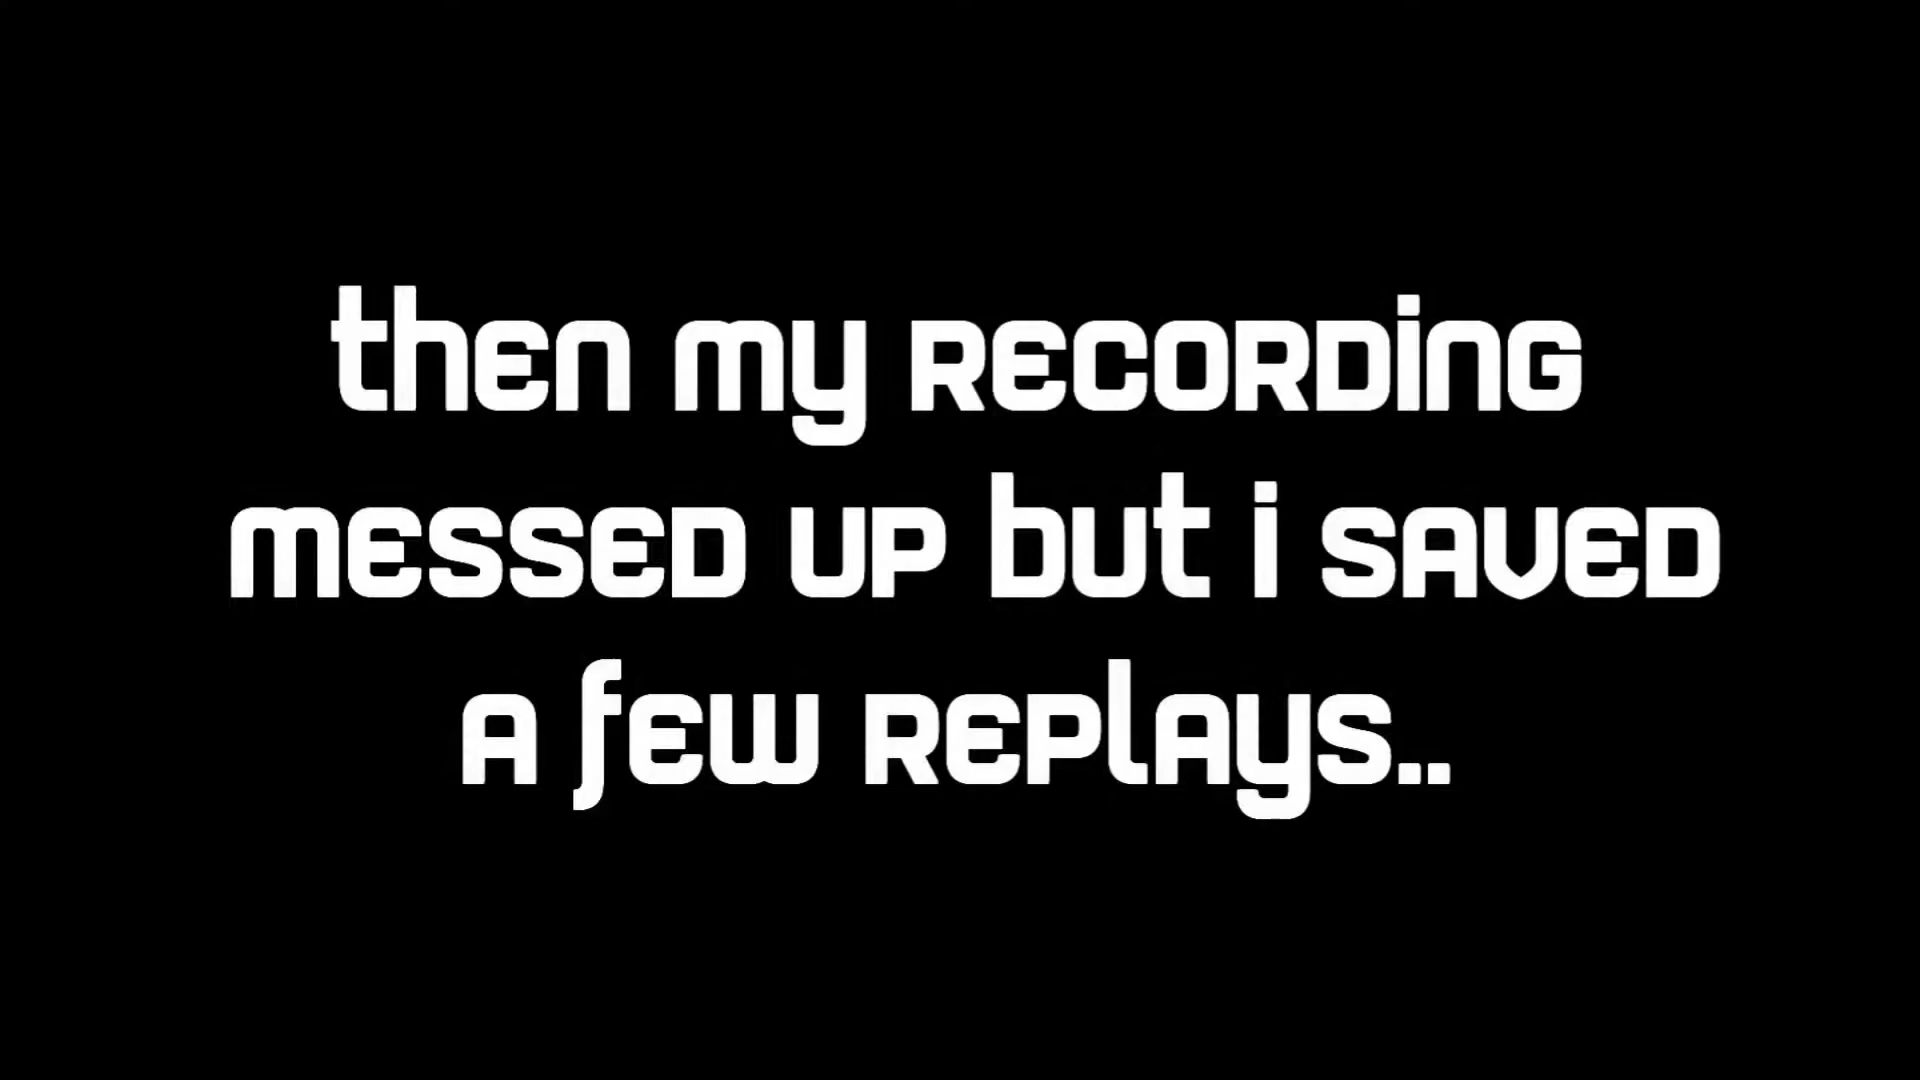 then my recording
messed up but i saved
a few replays..